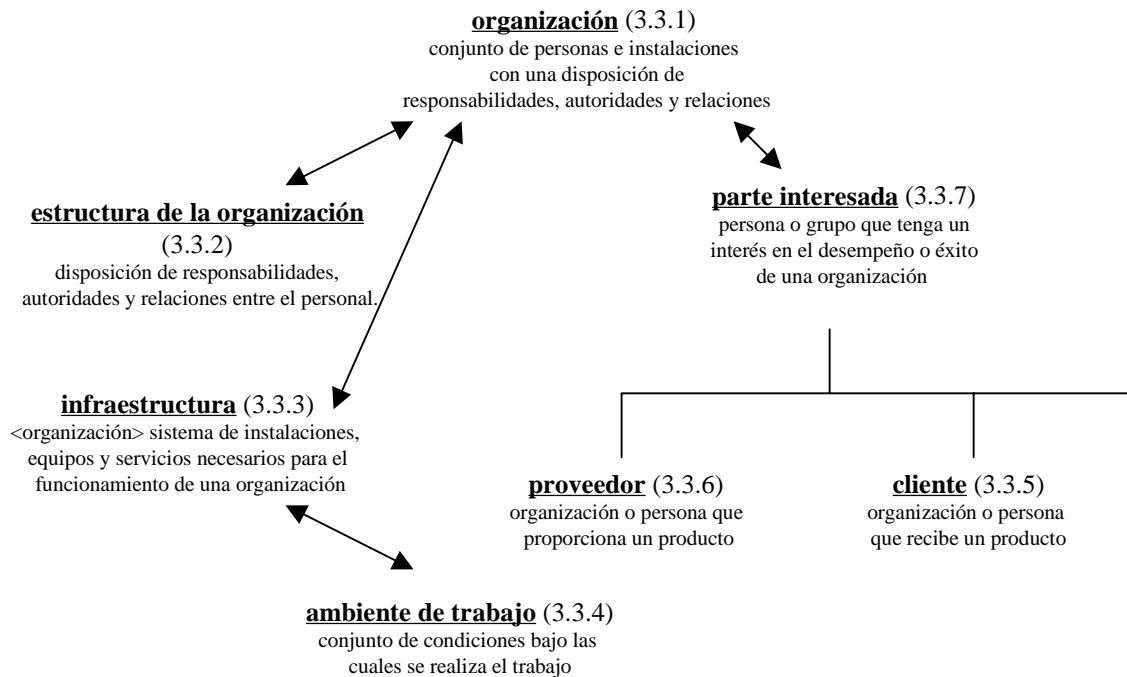 organización (3.3.1)
conjunto de personas e instalaciones
con una disposición de
responsabilidades, autoridades y relaciones
estructura de la organización
(3.3.2)
disposición de responsabilidades,
autoridades y relaciones entre el personal.
parte interesada (3.3.7)
persona o grupo que tenga un
interés en el desempeño o éxito
de una organización
infraestructura (3.3.3)
<organización> sistema de instalaciones,
equipos y servicios necesarios para el
funcionamiento de una organización
proveedor (3.3.6)
organización o persona que
proporciona un producto
cliente (3.3.5)
organización o persona
que recibe un producto
ambiente de trabajo (3.3.4)
conjunto de condiciones bajo las
cuales se realiza el trabajo